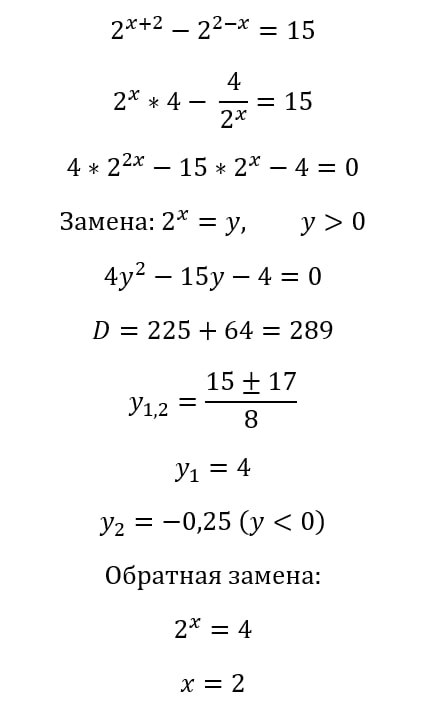 2^{x+2} − 2^{2−x} = 15
2^x * 4 − \frac{4}{2^x} = 15
4 * 2^{2x} − 15 * 2^x − 4 = 0
Замена: 2^x = y, y > 0
4y^2 − 15y − 4 = 0
D = 225 + 64 = 289
y_{1,2} = \frac{15 ± 17}{8}
y_1 = 4
y_2 = −0,25 (y < 0)
Обратная замена:
2^x = 4
x = 2